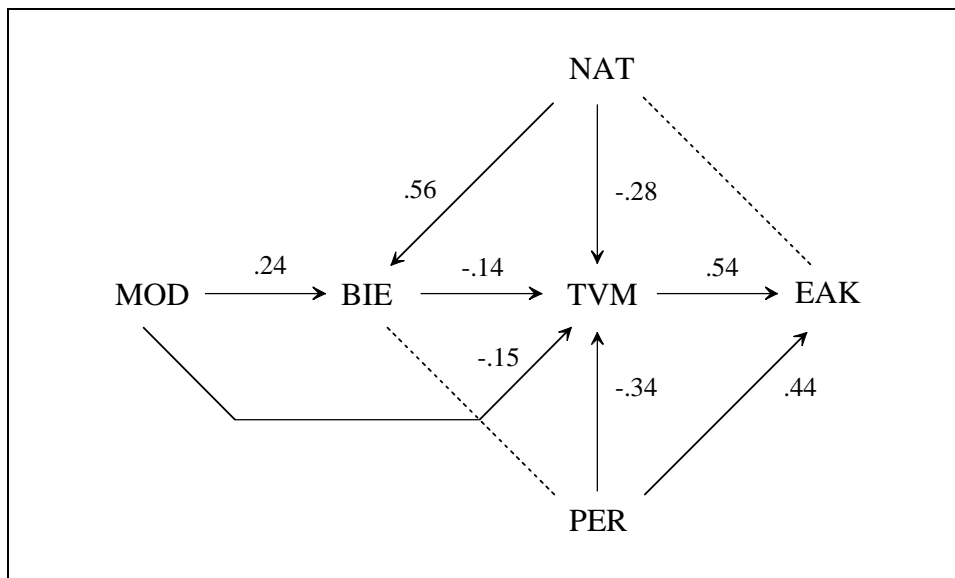 NAT
.56
-.28
MOD
.24
BIE
-.14
TVM
.54
EAK
-.15
-.34
.44
PER